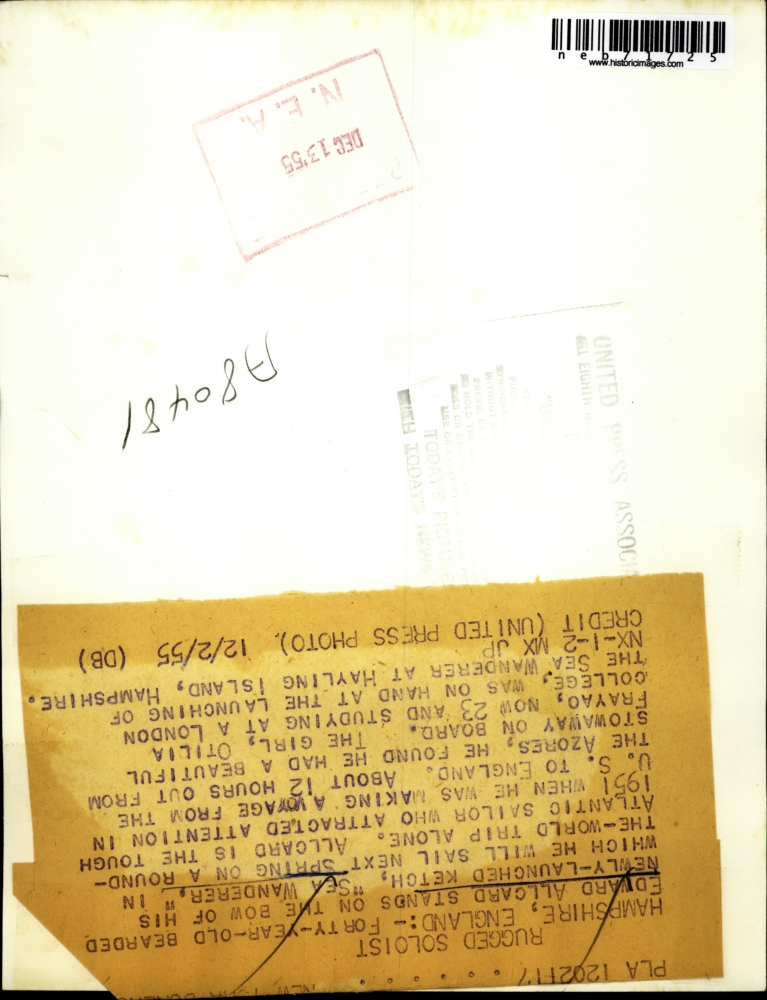 neb71725
www.historicimages.com
N. E. A.
DEC 13 '55
A80481
UNITED PRESS ASSOCIA
TODAY'S PICTURE
WITH TODAY'S NEWS
PLA 1202117 . . . . . . .
RUGGED SOLOIST
HAMPSHIRE, ENGLAND:- FORTY-YEAR-OLD BEARDED
EDWARD ALLCARD STANDS ON THE BOW OF HIS
NEWLY-LAUNCHED KETCH, "SEA WANDERER," IN
WHICH HE WILL SAIL NEXT SPRING ON A ROUND-
THE-WORLD TRIP ALONE. ALLCARD IS THE TOUGH
ATLANTIC SAILOR WHO ATTRACTED ATTENTION IN
1951 WHEN HE WAS MAKING A VOYAGE FROM THE
U. S. TO ENGLAND. ABOUT 12 HOURS OUT FROM
THE AZORES, HE FOUND HE HAD A BEAUTIFUL
STOWAWAY ON BOARD. THE GIRL, OTILIA
FRAYAO, NOW 23 AND STUDYING AT A LONDON
COLLEGE, WAS ON HAND AT THE LAUNCHING OF
THE SEA WANDERER AT HAYLING ISLAND, HAMPSHIRE.
NX-1-2 MX JP
CREDIT (UNITED PRESS PHOTO). 12/2/55 (DB)